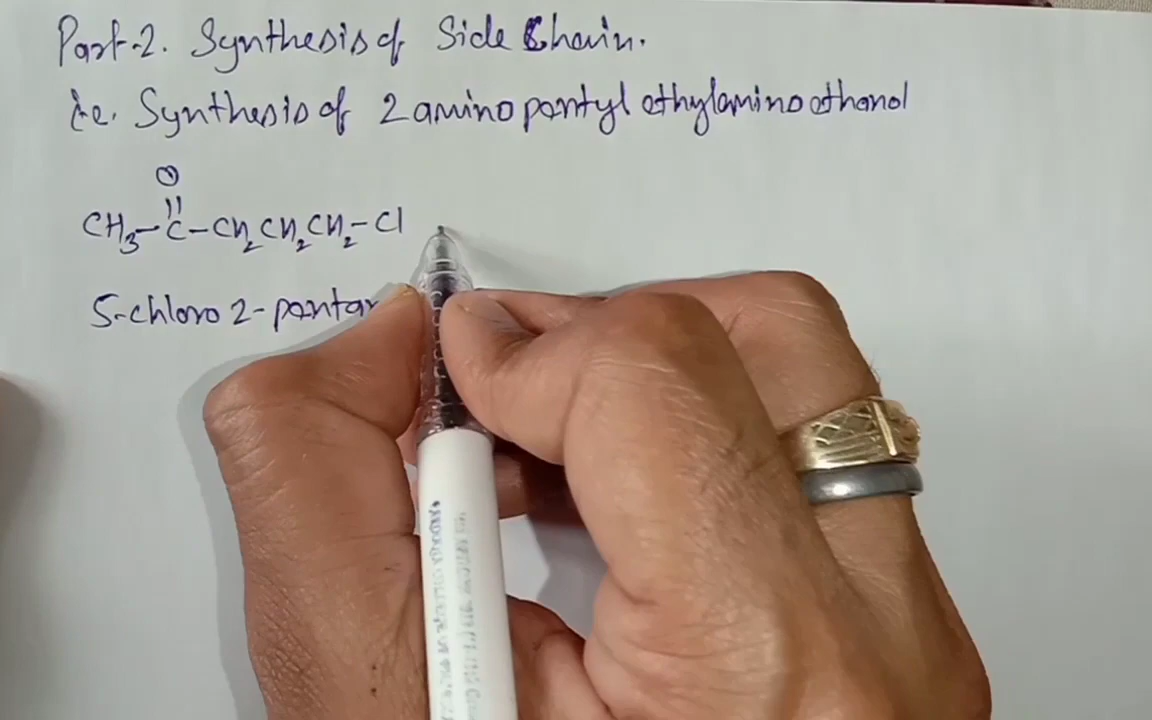 Part-2. Synthesis of Side Chain.
i.e. Synthesis of 2 amino pentyl ethylamino ethanol
O
CH3-C-CH2CH2CH2-Cl
5-chloro 2-pentan